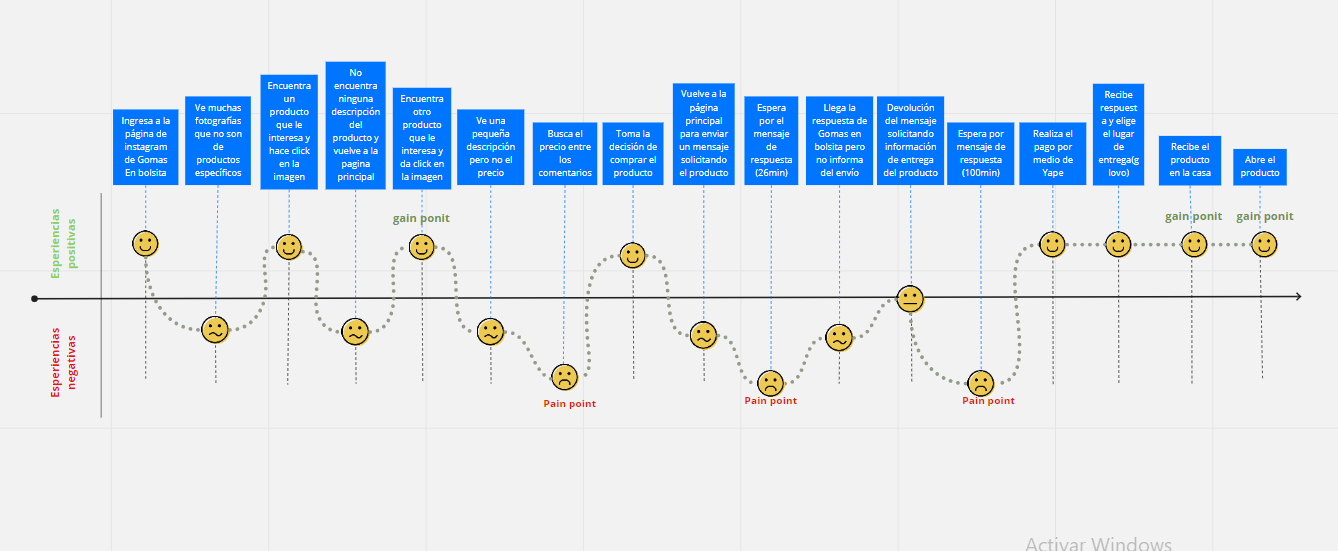 Ingresa a la
página de
instagram
de Gomas
En bolsita
Ve muchas
fotografías
que no son
de
productos
específicos
Encuentra
un
producto
que le
interesa y
hace click
en la
imagen
No
encuentra
ninguna
descripción
del
producto y
vuelve a la
pagina
principal
Encuentra
otro
producto
que le
interesa y
da click en
la imagen
Ve una
pequeña
descripción
pero no el
precio
Busca el
precio entre
los
comentarios
Toma la
decisión de
comprar el
producto
Vuelve a la
página
principal
para enviar
un mensaje
solicitando
el producto
Espera
por el
mensaje
de
respuesta
(26min)
Llega la
respuesta de
Gomas en
bolsita pero
no informa
del envío
Devolución
del mensaje
solicitando
información
de entrega
del producto
Espera por
mensaje de
respuesta
(100min)
Realiza el
pago por
medio de
Yape
Recibe
respuest
a y elige
el lugar
de
entrega(g
lovo)
Recibe el
producto
en la casa
Abre el
producto
Esperiencias
positivas
gain ponit
gain ponit
gain ponit
Esperiencias
negativas
Pain point
Pain point
Pain point
Activar Windows